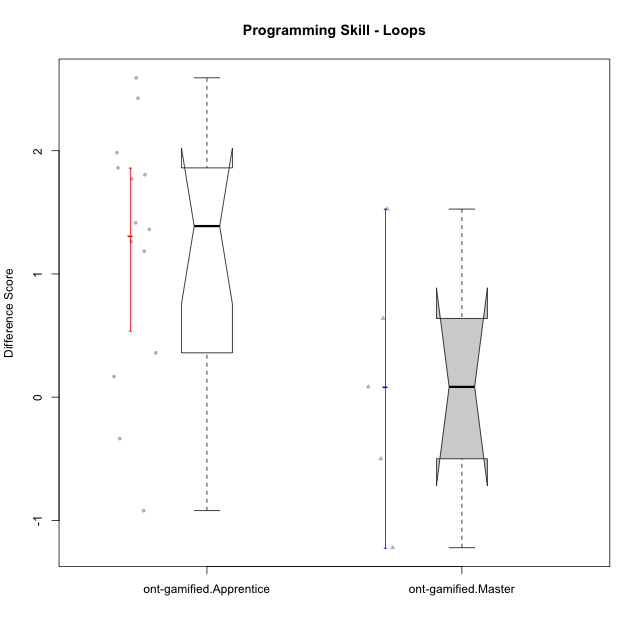 Programming Skill - Loops
Difference Score
2
1
0
-1
ont-gamified.Apprentice
ont-gamified.Master